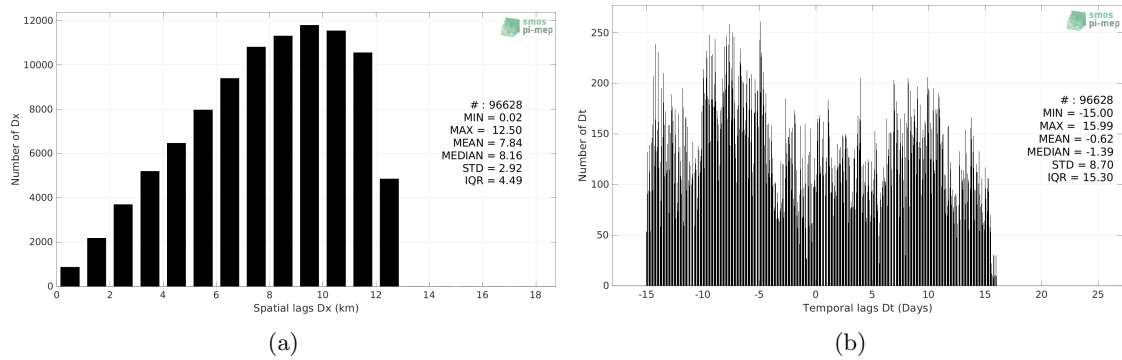 smos
pi-mep
12000
10000
8000
6000
4000
2000
0
Number of Dx
# : 96628
MIN = 0.02
MAX = 12.50
MEAN = 7.84
MEDIAN = 8.16
STD = 2.92
IQR = 4.49
0 2 4 6 8 10 12 14 16 18
Spatial lags Dx (km)
(a)
smos
pi-mep
250
200
150
100
50
0
Number of Dt
# : 96628
MIN = -15.00
MAX = 15.99
MEAN = -0.62
MEDIAN = -1.39
STD = 8.70
IQR = 15.30
-15 -10 -5 0 5 10 15 20 25
Temporal lags Dt (Days)
(b)